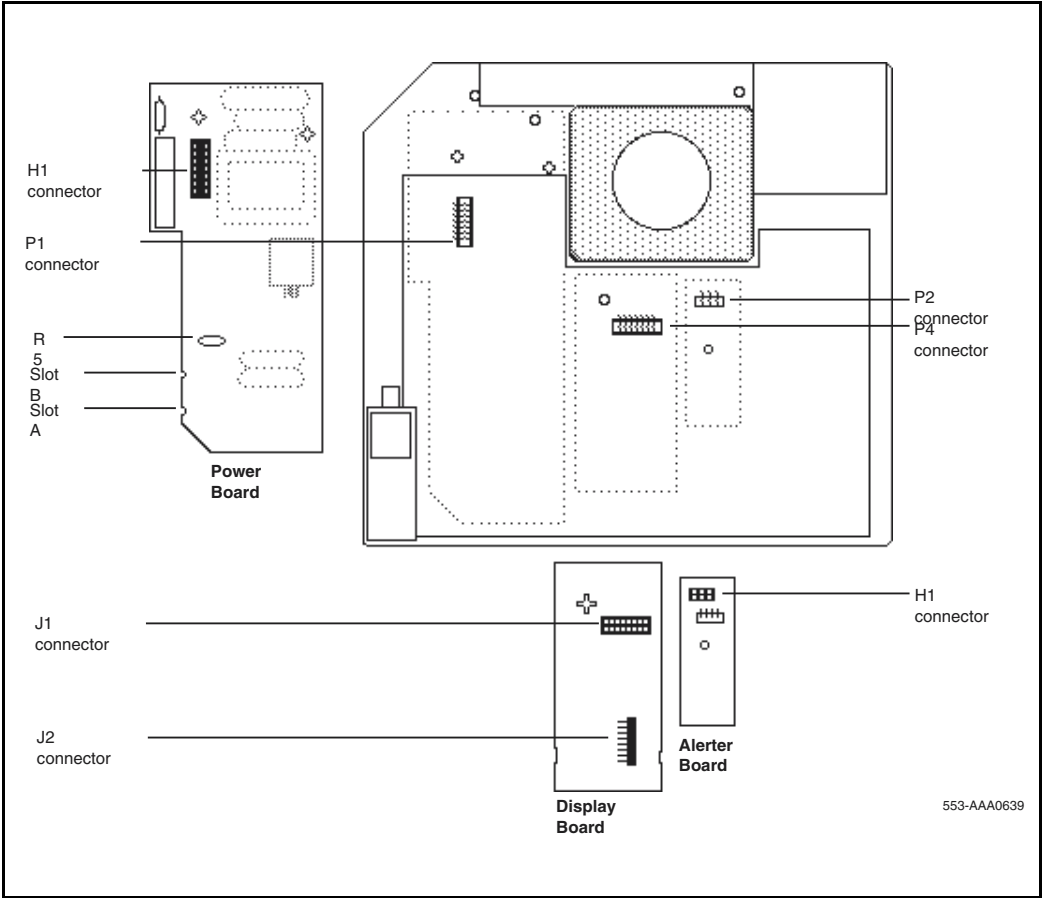 H1
connector
P1
connector
R
5
Slot
B
Slot
A
Power
Board
P2
connector
P4
connector
J1
connector
J2
connector
H1
connector
Alerter
Board
Display
Board
553-AAA0639